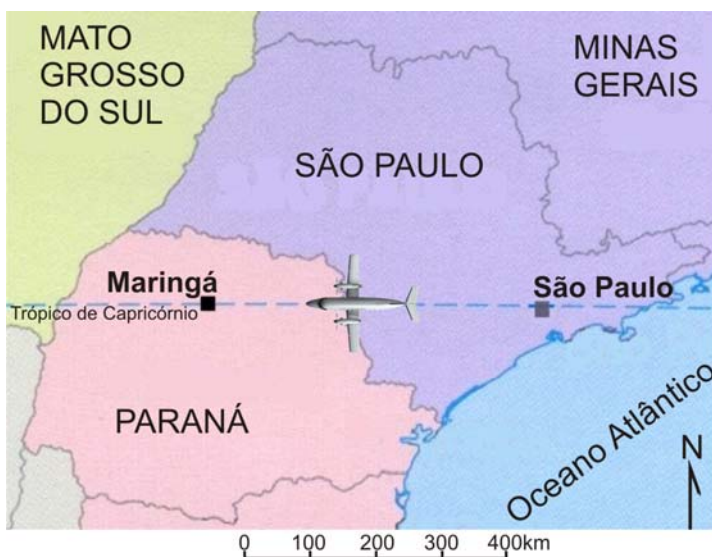 MATO
GROSSO
DO SUL
MINAS
GERAIS
SÃO PAULO
Maringá
São Paulo
Trópico de Capricórnio
PARANÁ
Oceano Atlântico
N
0 100 200 300 400km